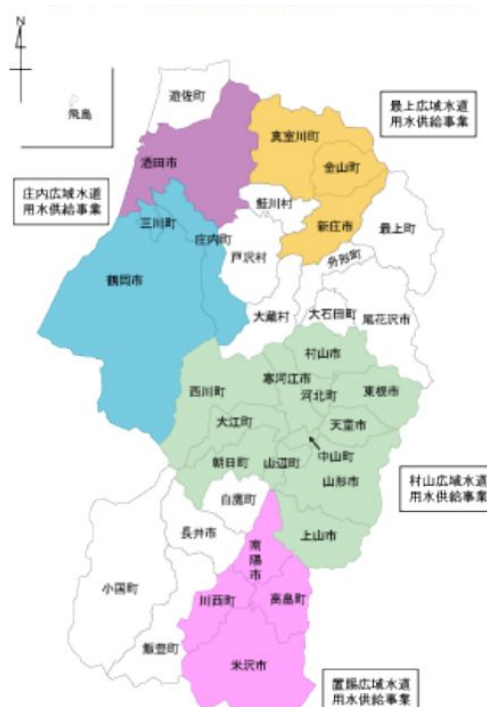 N
飛島
遊佐町
最上広域水道
用水供給事業
真室川町
酒田市
金山町
庄内広域水道
用水供給事業
鮭川村
三川町
新庄市
最上町
庄内町
戸沢村
舟形町
鶴岡市
大蔵村
大石田町
尾花沢市
村山市
西川町
寒河江市
河北町
東根市
大江町
天童市
朝日町
山辺町
中山町
山形市
村山広域水道
用水供給事業
白鷹町
長井市
上山市
南陽市
小国町
川西町
高畠町
飯豊町
米沢市
置賜広域水道
用水供給事業